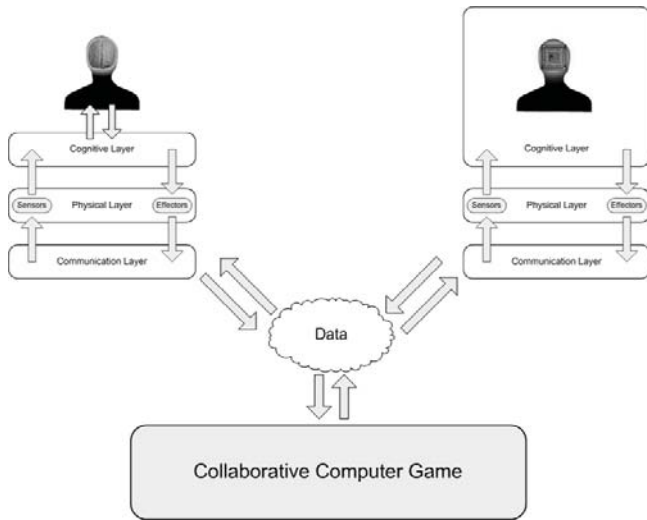 Cognitive Layer
Sensors Physical Layer Effectors
Communication Layer
Cognitive Layer
Sensors Physical Layer Effectors
Communication Layer
Data
Collaborative Computer Game